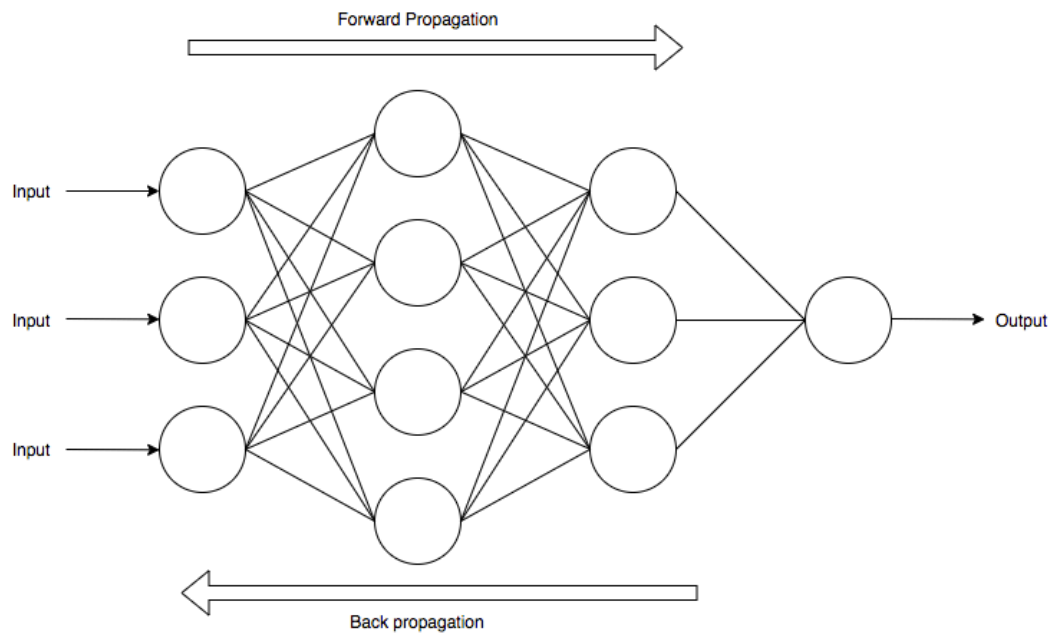 Forward Propagation
Input
Input
Output
Input
Back propagation